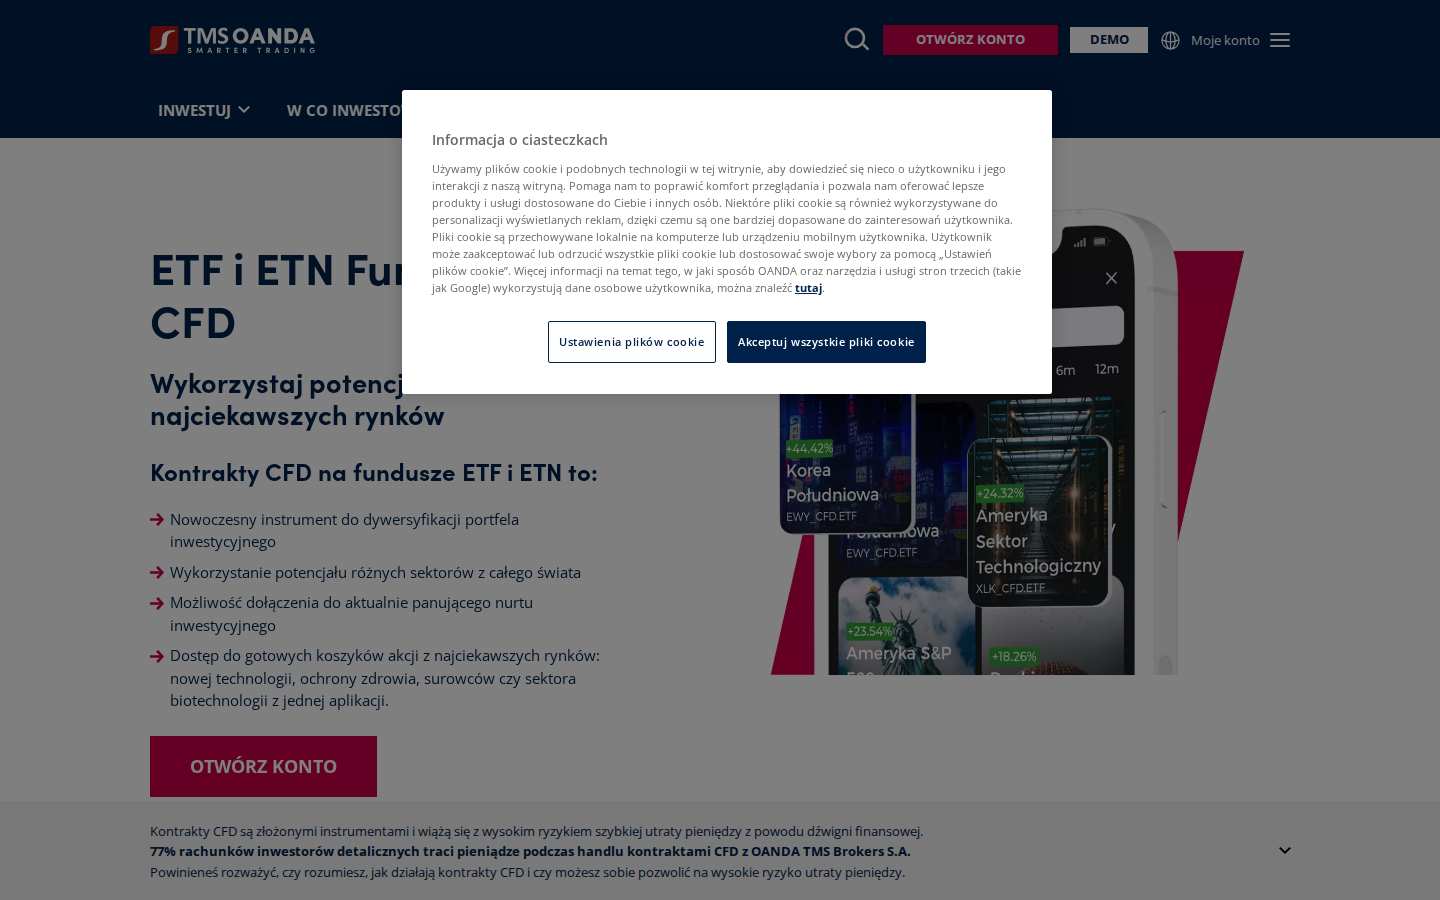 TMS OANDA
SMARTER TRADING
OTWÓRZ KONTO
DEMO
Moje konto
INWESTUJ
W CO INWESTO
Informacja o ciasteczkach
Używamy plików cookie i podobnych technologii w tej witrynie, aby dowiedzieć się nieco o użytkowniku i jego
interakcji z naszą witryną. Pomaga nam to poprawić komfort przeglądania i pozwala nam oferować lepsze
produkty i usługi dostosowane do Ciebie i innych osób. Niektóre pliki cookie są również wykorzystywane do
personalizacji wyświetlanych reklam, dzięki czemu są one bardziej dopasowane do zainteresowań użytkownika.
Pliki cookie są przechowywane lokalnie na komputerze lub urządzeniu mobilnym użytkownika. Użytkownik
może zaakceptować lub odrzucić wszystkie pliki cookie lub dostosować swoje wybory za pomocą „Ustawień
plików cookie”. Więcej informacji na temat tego, w jaki sposób OANDA oraz narzędzia i usługi stron trzecich (takie
jak Google) wykorzystują dane osobowe użytkownika, można znaleźć tutaj.
Ustawienia plików cookie
Akceptuj wszystkie pliki cookie
ETF i ETN Fu
CFD
Wykorzystaj potencj
najciekawszych rynków
Kontrakty CFD na fundusze ETF i ETN to:
Nowoczesny instrument do dywersyfikacji portfela
inwestycyjnego
Wykorzystanie potencjału różnych sektorów z całego świata
Możliwość dołączenia do aktualnie panującego nurtu
inwestycyjnego
Dostęp do gotowych koszyków akcji z najciekawszych rynków:
nowej technologii, ochrony zdrowia, surowców czy sektora
biotechnologii z jednej aplikacji.
OTWÓRZ KONTO
6m 12m
+44.42%
Korea
Południowa
EWY_CFD.ETF
Południowa
EWY_CFD.ETF
+24.32%
Ameryka
Sektor
Technologiczny
XLK_CFD.ETF
+23.54%
Ameryka S&P
500
+18.26%
Kontrakty CFD są złożonymi instrumentami i wiążą się z wysokim ryzykiem szybkiej utraty pieniędzy z powodu dźwigni finansowej.
77% rachunków inwestorów detalicznych traci pieniądze podczas handlu kontraktami CFD z OANDA TMS Brokers S.A.
Powinieneś rozważyć, czy rozumiesz, jak działają kontrakty CFD i czy możesz sobie pozwolić na wysokie ryzyko utraty pieniędzy.